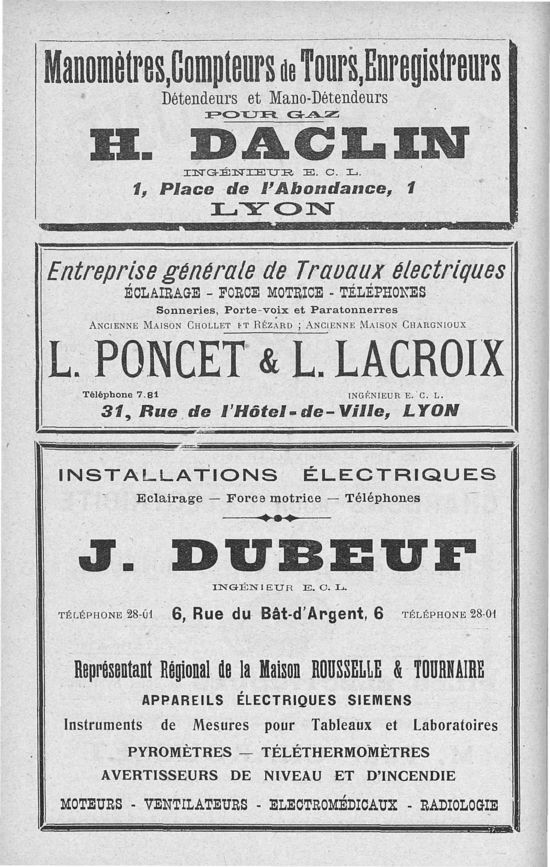 Manomètres, Compteurs de Tours, Enregistreurs
Détendeurs et Mano-Détendeurs
POUR GAZ
H. DACLIN
INGÉNIEUR E. C. L.
1, Place de l'Abondance, 1
LYON
Entreprise générale de Travaux électriques
ÉCLAIRAGE - FORCE MOTRICE - TÉLÉPHONES
Sonneries, Porte-voix et Paratonnerres
ANCIENNE MAISON CHOLLET ET RÉZARD ; ANCIENNE MAISON CHARGNIOUX
L. PONCET & L. LACROIX
Téléphone 7.81 INGÉNIEUR E. C. L.
31, Rue de l'Hôtel-de-Ville, LYON
INSTALLATIONS ÉLECTRIQUES
Eclairage — Force motrice — Téléphones
J. DUBEUF
INGÉNIEUR E. C. L.
TÉLÉPHONE 28-01 6, Rue du Bât-d'Argent, 6 TÉLÉPHONE 28-01
Représentant Régional de la Maison ROUSSELLE & TOURNAIRE
APPAREILS ÉLECTRIQUES SIEMENS
Instruments de Mesures pour Tableaux et Laboratoires
PYROMÈTRES — TÉLÉTHERMOMÈTRES
AVERTISSEURS DE NIVEAU ET D'INCENDIE
MOTEURS - VENTILATEURS - ELECTROMÉDICAUX - RADIOLOGIE